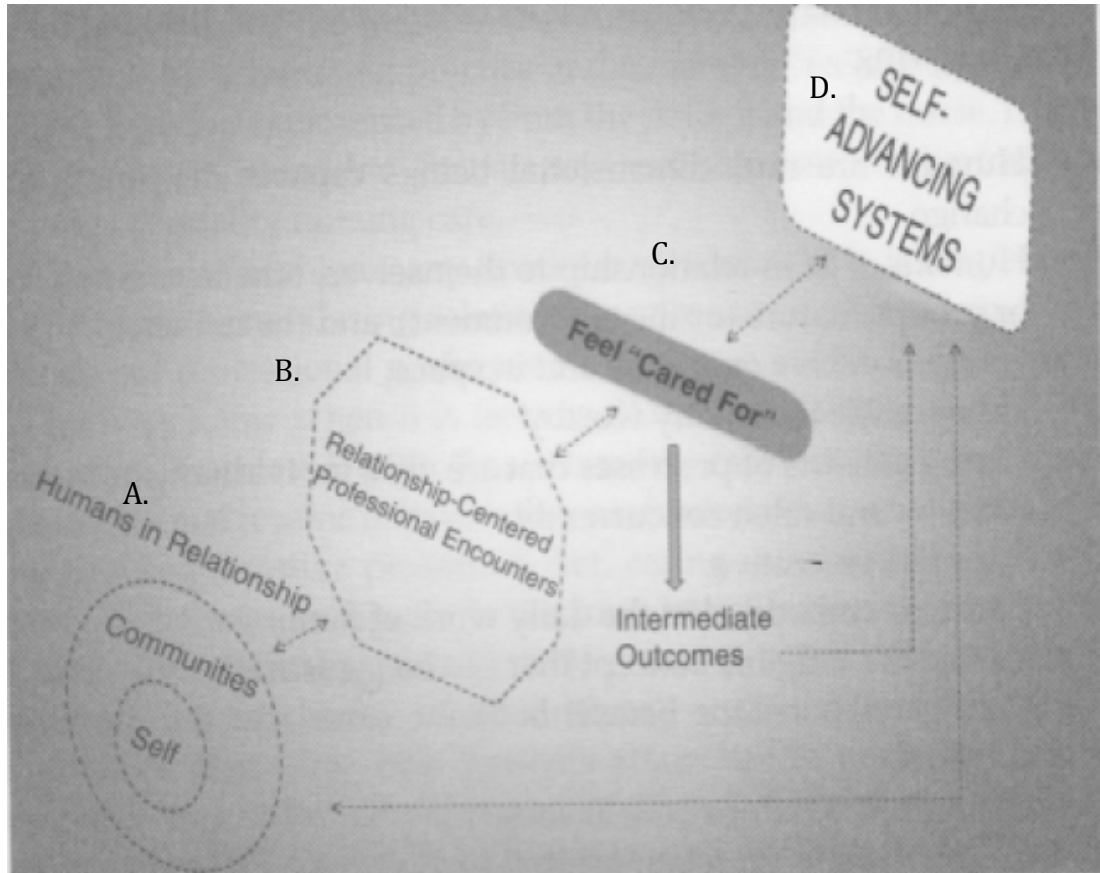 D.
SELF-
ADVANCING
SYSTEMS
C.
Feel "Cared For"
B.
Relationship-Centered
Professional Encounters
A.
Humans in Relationship
Communities
Self
Intermediate
Outcomes